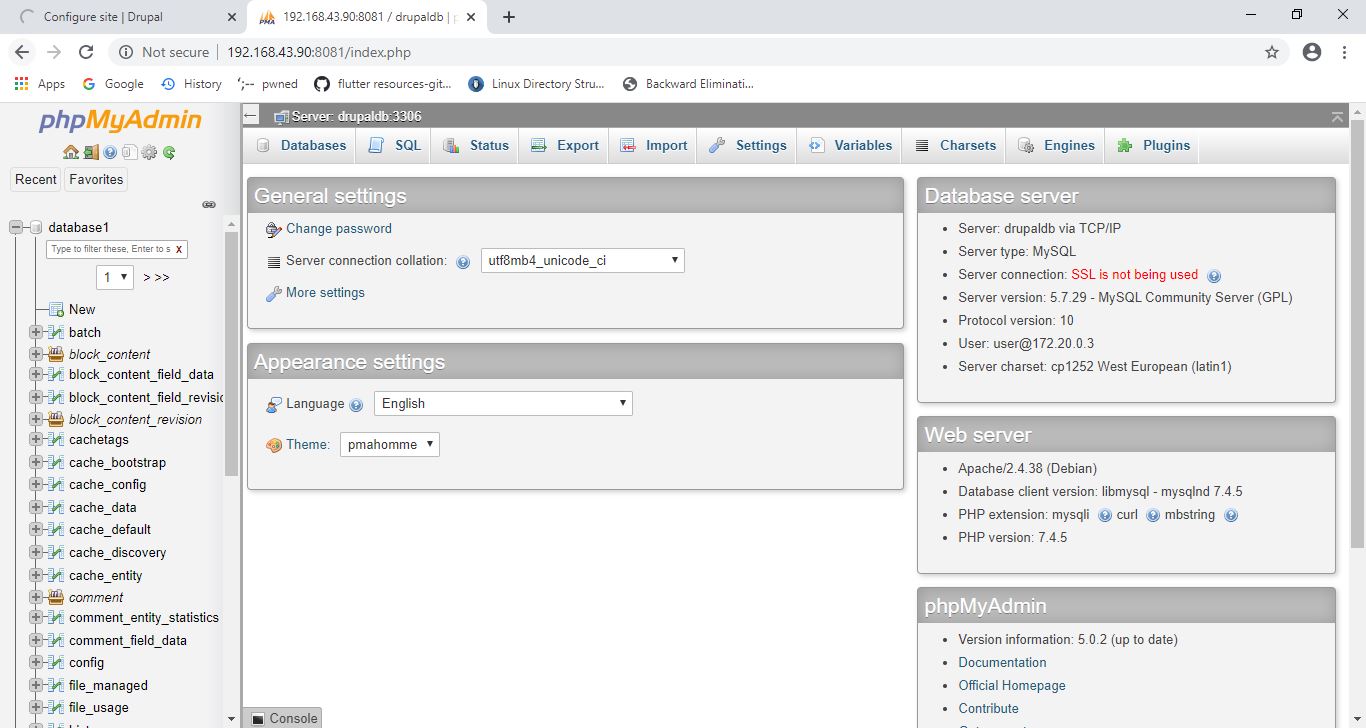 Configure site | Drupal
192.168.43.90:8081 / drupaldb | p
Not secure
192.168.43.90:8081/index.php
Apps
Google
History
pwned
flutter resources-git...
Linux Directory Stru...
Backward Eliminati...
phpMyAdmin
Recent
Favorites
database1
Type to filter these, Enter to s X
1
> >>
New
batch
block_content
block_content_field_data
block_content_field_revisio
block_content_revision
cachetags
cache_bootstrap
cache_config
cache_data
cache_default
cache_discovery
cache_entity
comment
comment_entity_statistics
comment_field_data
config
file_managed
file_usage
Server: drupaldb:3306
Databases
SQL
Status
Export
Import
Settings
Variables
Charsets
Engines
Plugins
General settings
Change password
Server connection collation:
utf8mb4_unicode_ci
More settings
Appearance settings
Language
English
Theme:
pmahomme
Database server
Server: drupaldb via TCP/IP
Server type: MySQL
Server connection: SSL is not being used
Server version: 5.7.29 - MySQL Community Server (GPL)
Protocol version: 10
User: user@172.20.0.3
Server charset: cp1252 West European (latin1)
Web server
Apache/2.4.38 (Debian)
Database client version: libmysql - mysqlnd 7.4.5
PHP extension: mysqli curl mbstring
PHP version: 7.4.5
phpMyAdmin
Version information: 5.0.2 (up to date)
Documentation
Official Homepage
Contribute
Console